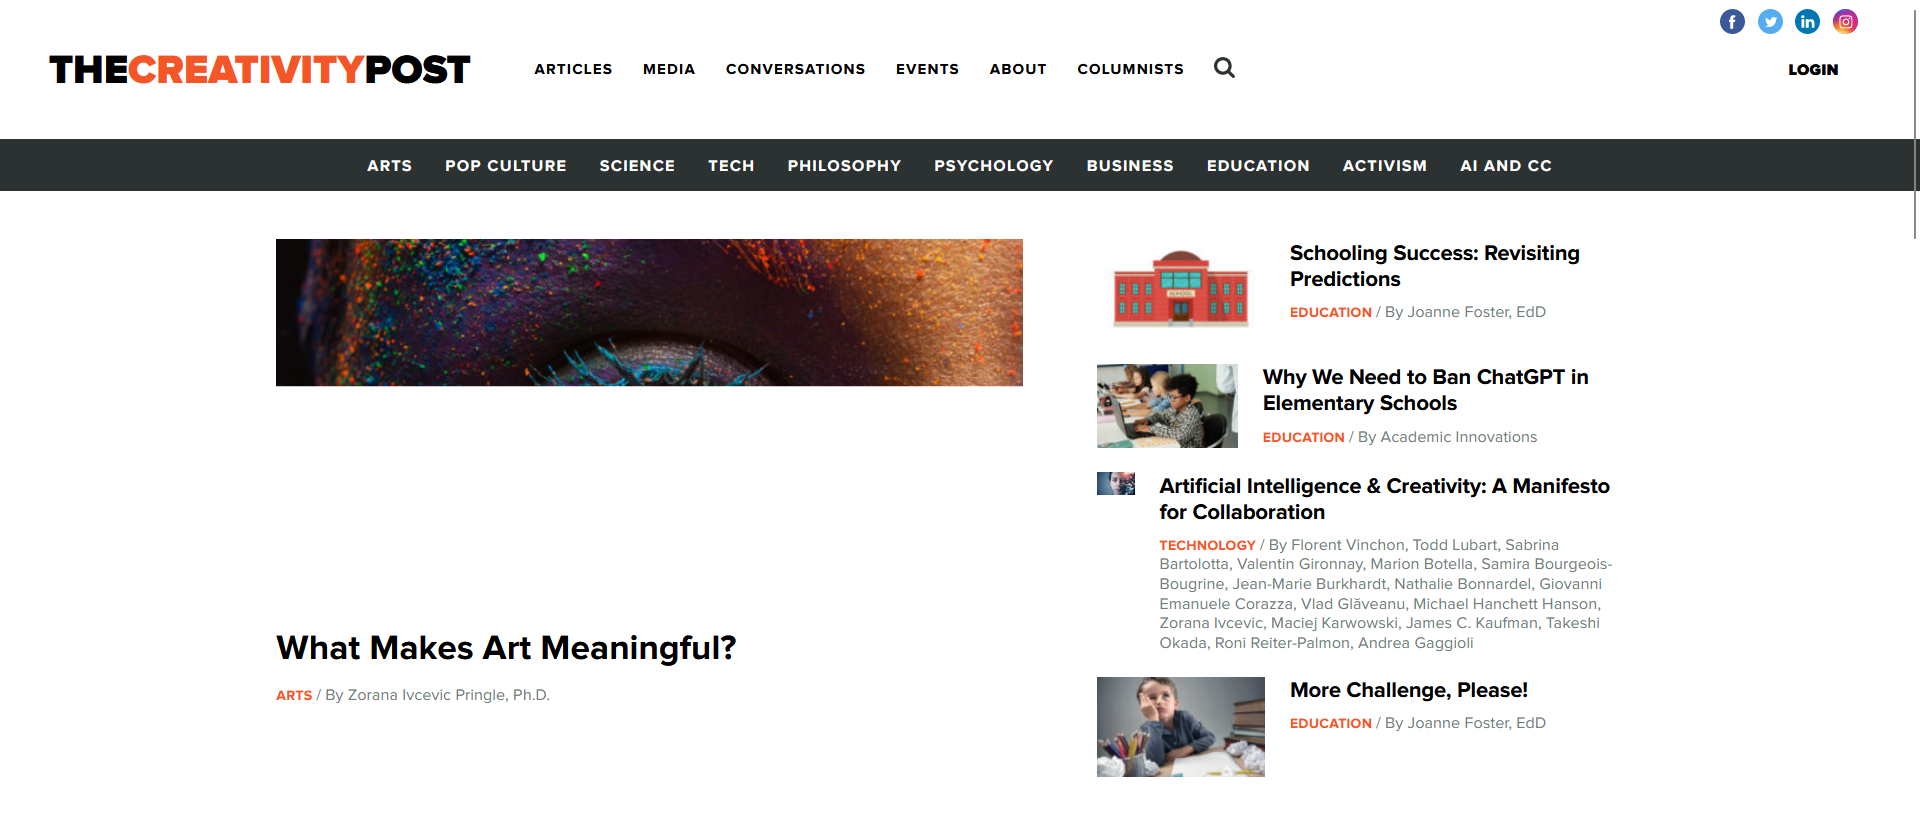 THECREATIVITYPOST
ARTICLES MEDIA CONVERSATIONS EVENTS ABOUT COLUMNISTS
LOGIN
ARTS POP CULTURE SCIENCE TECH PHILOSOPHY PSYCHOLOGY BUSINESS EDUCATION ACTIVISM AI AND CC
What Makes Art Meaningful?
ARTS / By Zorana Ivcevic Pringle, Ph.D.
SCHOOL
Schooling Success: Revisiting
Predictions
EDUCATION / By Joanne Foster, EdD
Why We Need to Ban ChatGPT in
Elementary Schools
EDUCATION / By Academic Innovations
Artificial Intelligence & Creativity: A Manifesto
for Collaboration
TECHNOLOGY / By Florent Vinchon, Todd Lubart, Sabrina
Bartolotta, Valentin Gironnay, Marion Botella, Samira Bourgeois-
Bougrine, Jean-Marie Burkhardt, Nathalie Bonnardel, Giovanni
Emanuele Corazza, Vlad Glăveanu, Michael Hanchett Hanson,
Zorana Ivcevic, Maciej Karwowski, James C. Kaufman, Takeshi
Okada, Roni Reiter-Palmon, Andrea Gaggioli
More Challenge, Please!
EDUCATION / By Joanne Foster, EdD